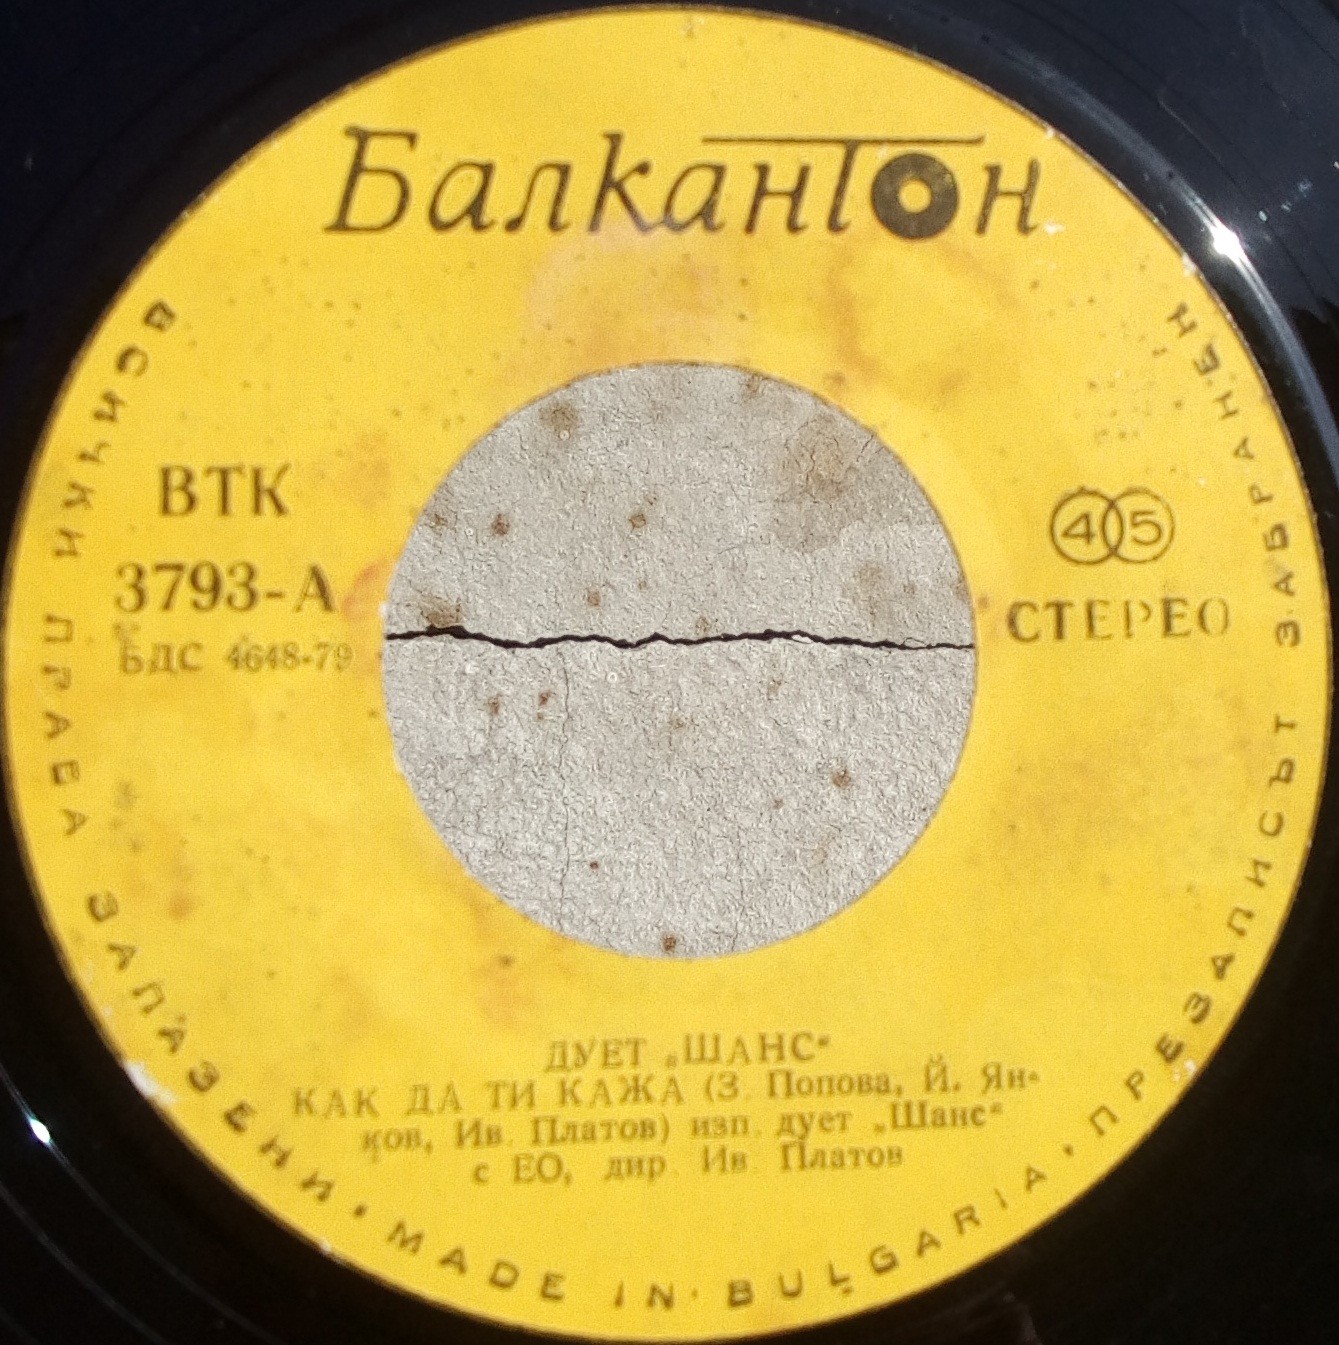 Балкантон
ВТК
3793-А
БДС 4648-79
45
СТЕРЕО
ДУЕТ „ШАНС“
КАК ДА ТИ КАЖА (З. Попова, Й. Ян-
ков, Ив. Платов) изп. дует „Шанс“
с ЕО, дир. Ив. Платов
ВСИЧКИ ПРАВА ЗАПАЗЕНИ · MADE IN BULGARIA · ПРЕЗАПИСЪТ ЗАБРАНЕН